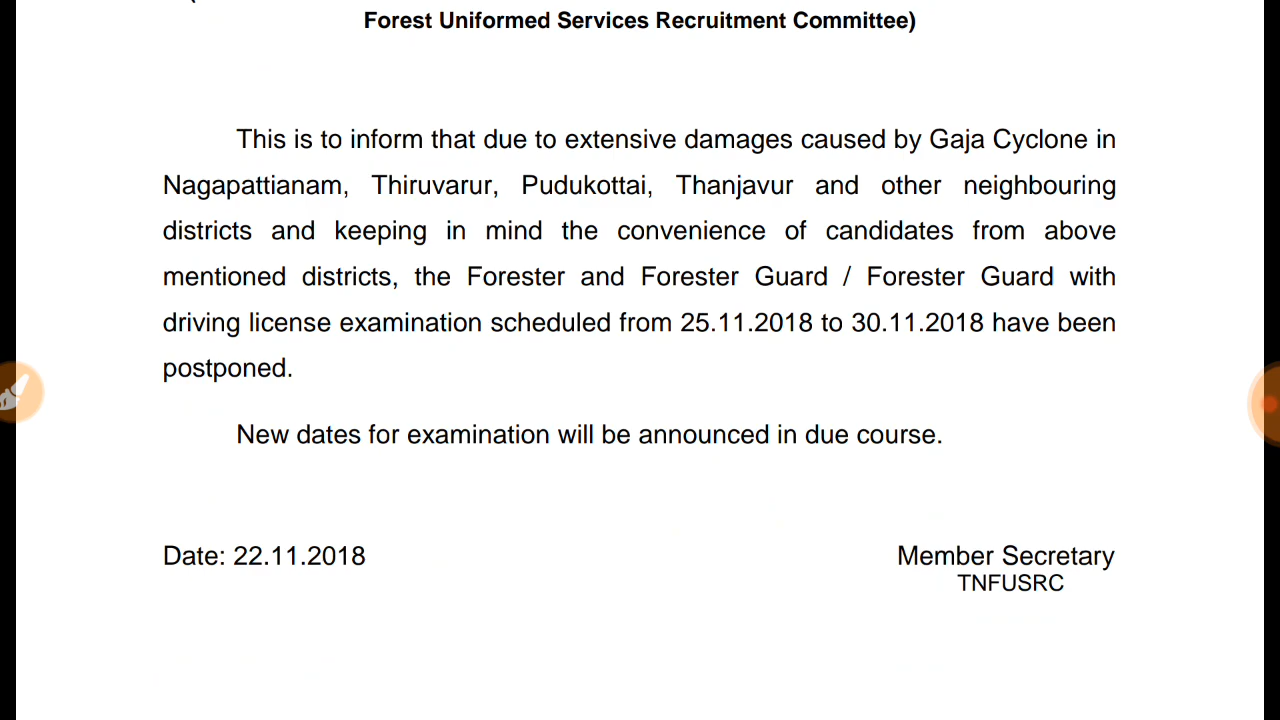 Forest Uniformed Services Recruitment Committee)
This is to inform that due to extensive damages caused by Gaja Cyclone in
Nagapattianam, Thiruvarur, Pudukottai, Thanjavur and other neighbouring
districts and keeping in mind the convenience of candidates from above
mentioned districts, the Forester and Forester Guard / Forester Guard with
driving license examination scheduled from 25.11.2018 to 30.11.2018 have been
postponed.
New dates for examination will be announced in due course.
Date: 22.11.2018
Member Secretary
TNFUSRC